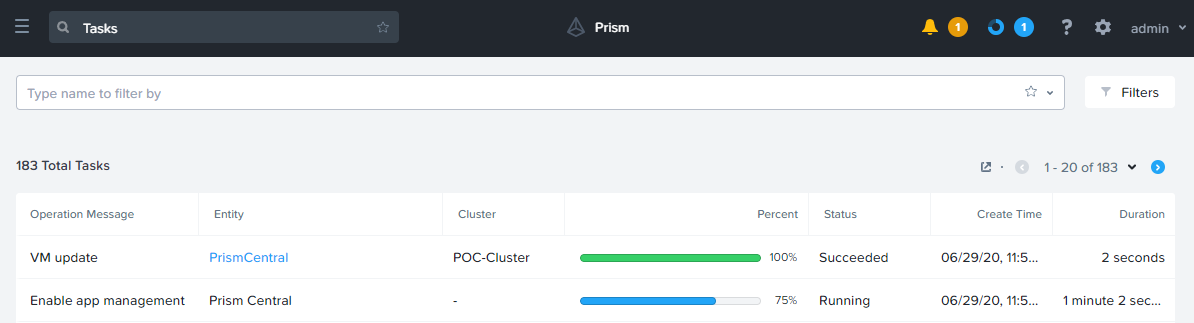 Tasks
Prism
1
1
?
admin
Type name to filter by
Filters
183 Total Tasks
1 - 20 of 183
Operation Message Entity Cluster Percent Status Create Time Duration
VM update PrismCentral POC-Cluster 100% Succeeded 06/29/20, 11:5... 2 seconds
Enable app management Prism Central - 75% Running 06/29/20, 11:5... 1 minute 2 sec...